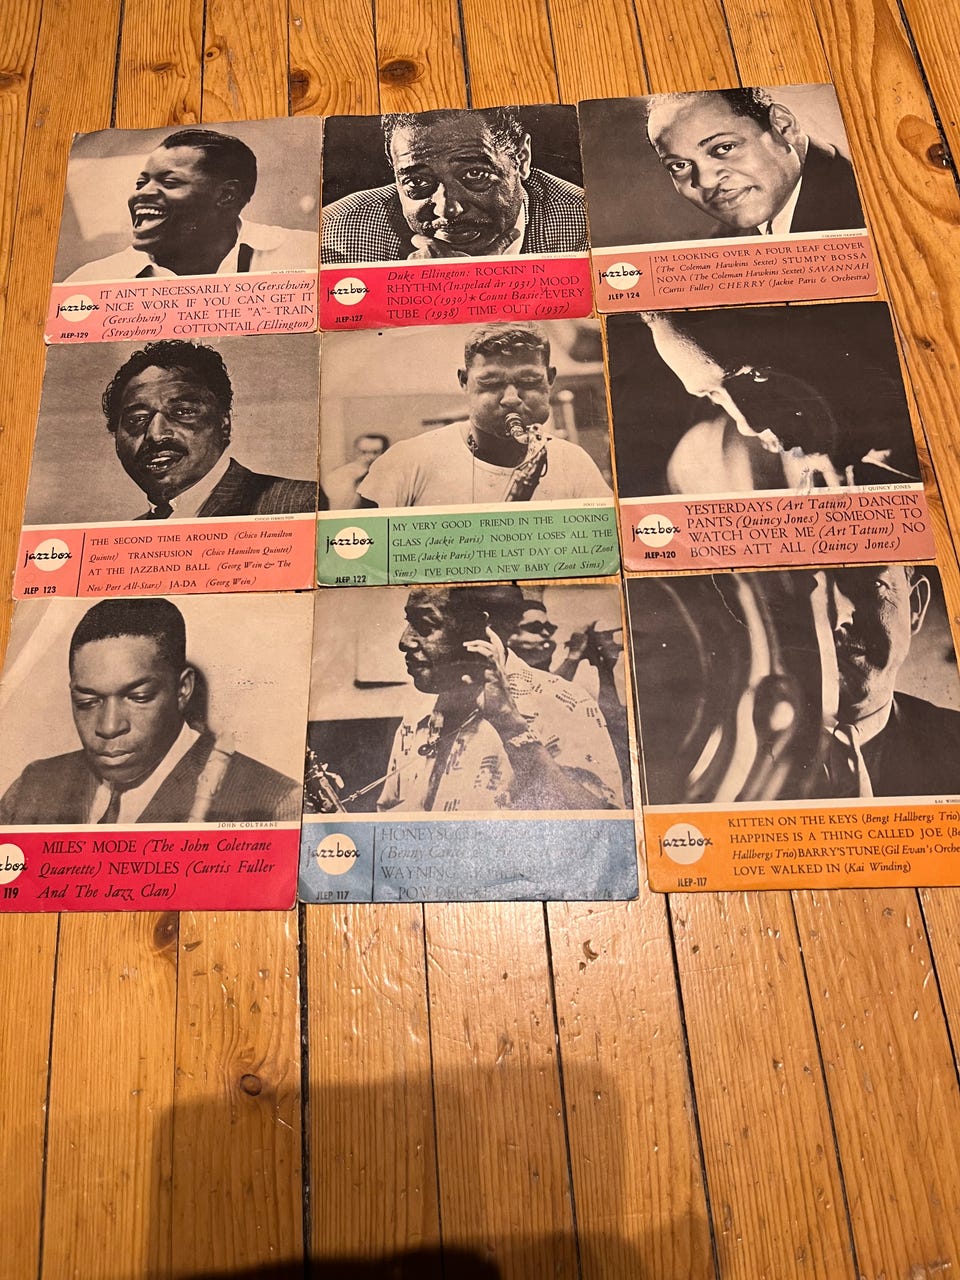 OSCAR PETERSON
jazzbox
JLEP-129
IT AIN'T NECESSARILY SO (Gerschwin)
NICE WORK IF YOU CAN GET IT
(Gerschwin) TAKE THE "A"- TRAIN
(Strayhorn) COTTONTAIL (Ellington)
DUKE ELLINGTON
jazzbox
JLEP-127
Duke Ellington: ROCKIN' IN
RHYTHM (Inspelad år 1931) MOOD
INDIGO (1930) * Count Basie: EVERY
TUBE (1938) TIME OUT (1937)
COLEMAN HAWKINS
jazzbox
JLEP 124
I'M LOOKING OVER A FOUR LEAF CLOVER
(The Coleman Hawkins Sextet) STUMPY BOSSA
NOVA (The Coleman Hawkins Sextet) SAVANNAH
(Curtis Fuller) CHERRY (Jackie Paris & Orchestra)
CHICO HAMILTON
jazzbox
JLEP 123
THE SECOND TIME AROUND (Chico Hamilton
Quintet) TRANSFUSION (Chico Hamilton Quintet)
AT THE JAZZBAND BALL (Georg Wein & The
New Port All-Stars) JA-DA (Georg Wein)
ZOOT SIMS
jazzbox
JLEP 122
MY VERY GOOD FRIEND IN THE LOOKING
GLASS (Jackie Paris) NOBODY LOSES ALL THE
TIME (Jackie Paris) THE LAST DAY OF ALL (Zoot
Sims) I'VE FOUND A NEW BABY (Zoot Sims)
QUINCY JONES
jazzbox
JLEP-120
YESTERDAYS (Art Tatum) DANCIN'
PANTS (Quincy Jones) SOMEONE TO
WATCH OVER ME (Art Tatum) NO
BONES ATT ALL (Quincy Jones)
JOHN COLTRANE
jazzbox
119
MILES' MODE (The John Coletrane
Quartette) NEWDLES (Curtis Fuller
And The Jazz Clan)
jazzbox
JLEP 117
HONEYSUC
(Benny
WAYNING
POWDER
KAI WINDING
jazzbox
JLEP-117
KITTEN ON THE KEYS (Bengt Hallbergs Trio)
HAPPINES IS A THING CALLED JOE (Be
Hallbergs Trio) BARRY'S TUNE (Gil Evan's Orche
LOVE WALKED IN (Kai Winding)